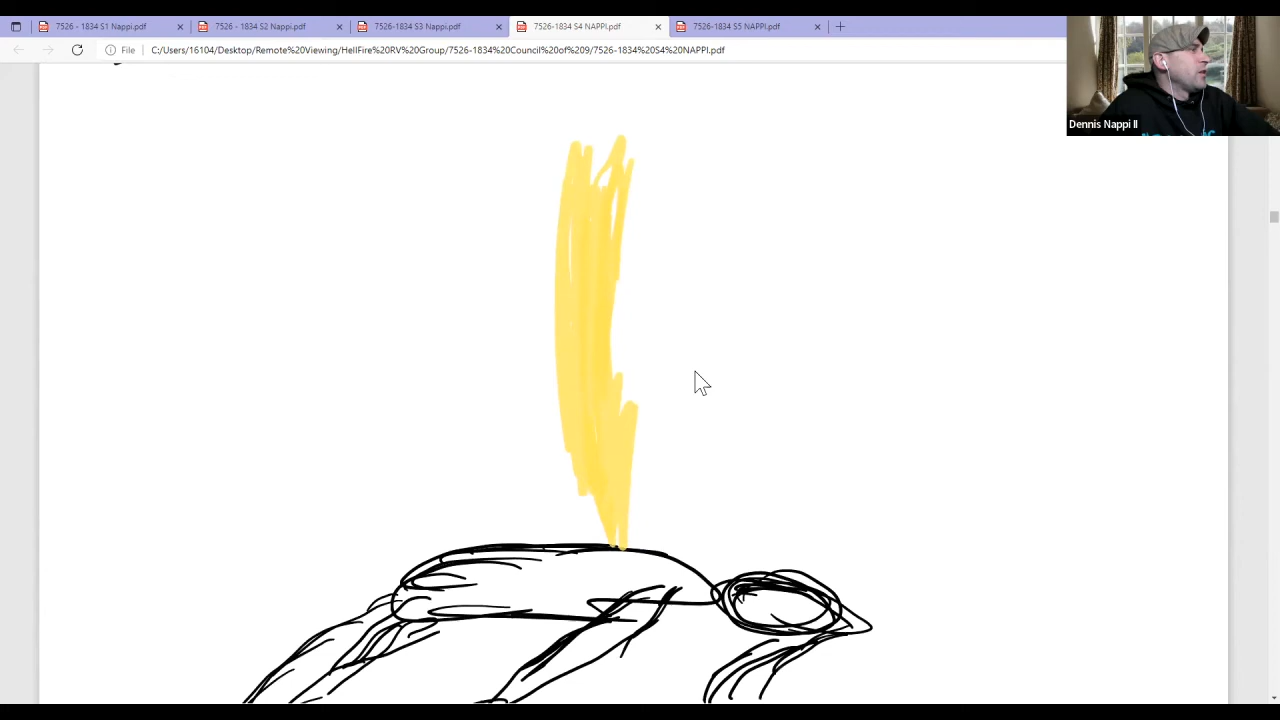 7526 - 1834 S1 Nappi.pdf
7526 - 1834 S2 Nappi.pdf
7526-1834 S3 Nappi.pdf
7526-1834 S4 NAPPI.pdf
7526-1834 S5 NAPPI.pdf
File
C:/Users/16104/Desktop/Remote%20Viewing/HellFire%20RV%20Group/7526-1834%20Council%20of%209/7526-1834%20S4%20NAPPI.pdf
Dennis Nappi II